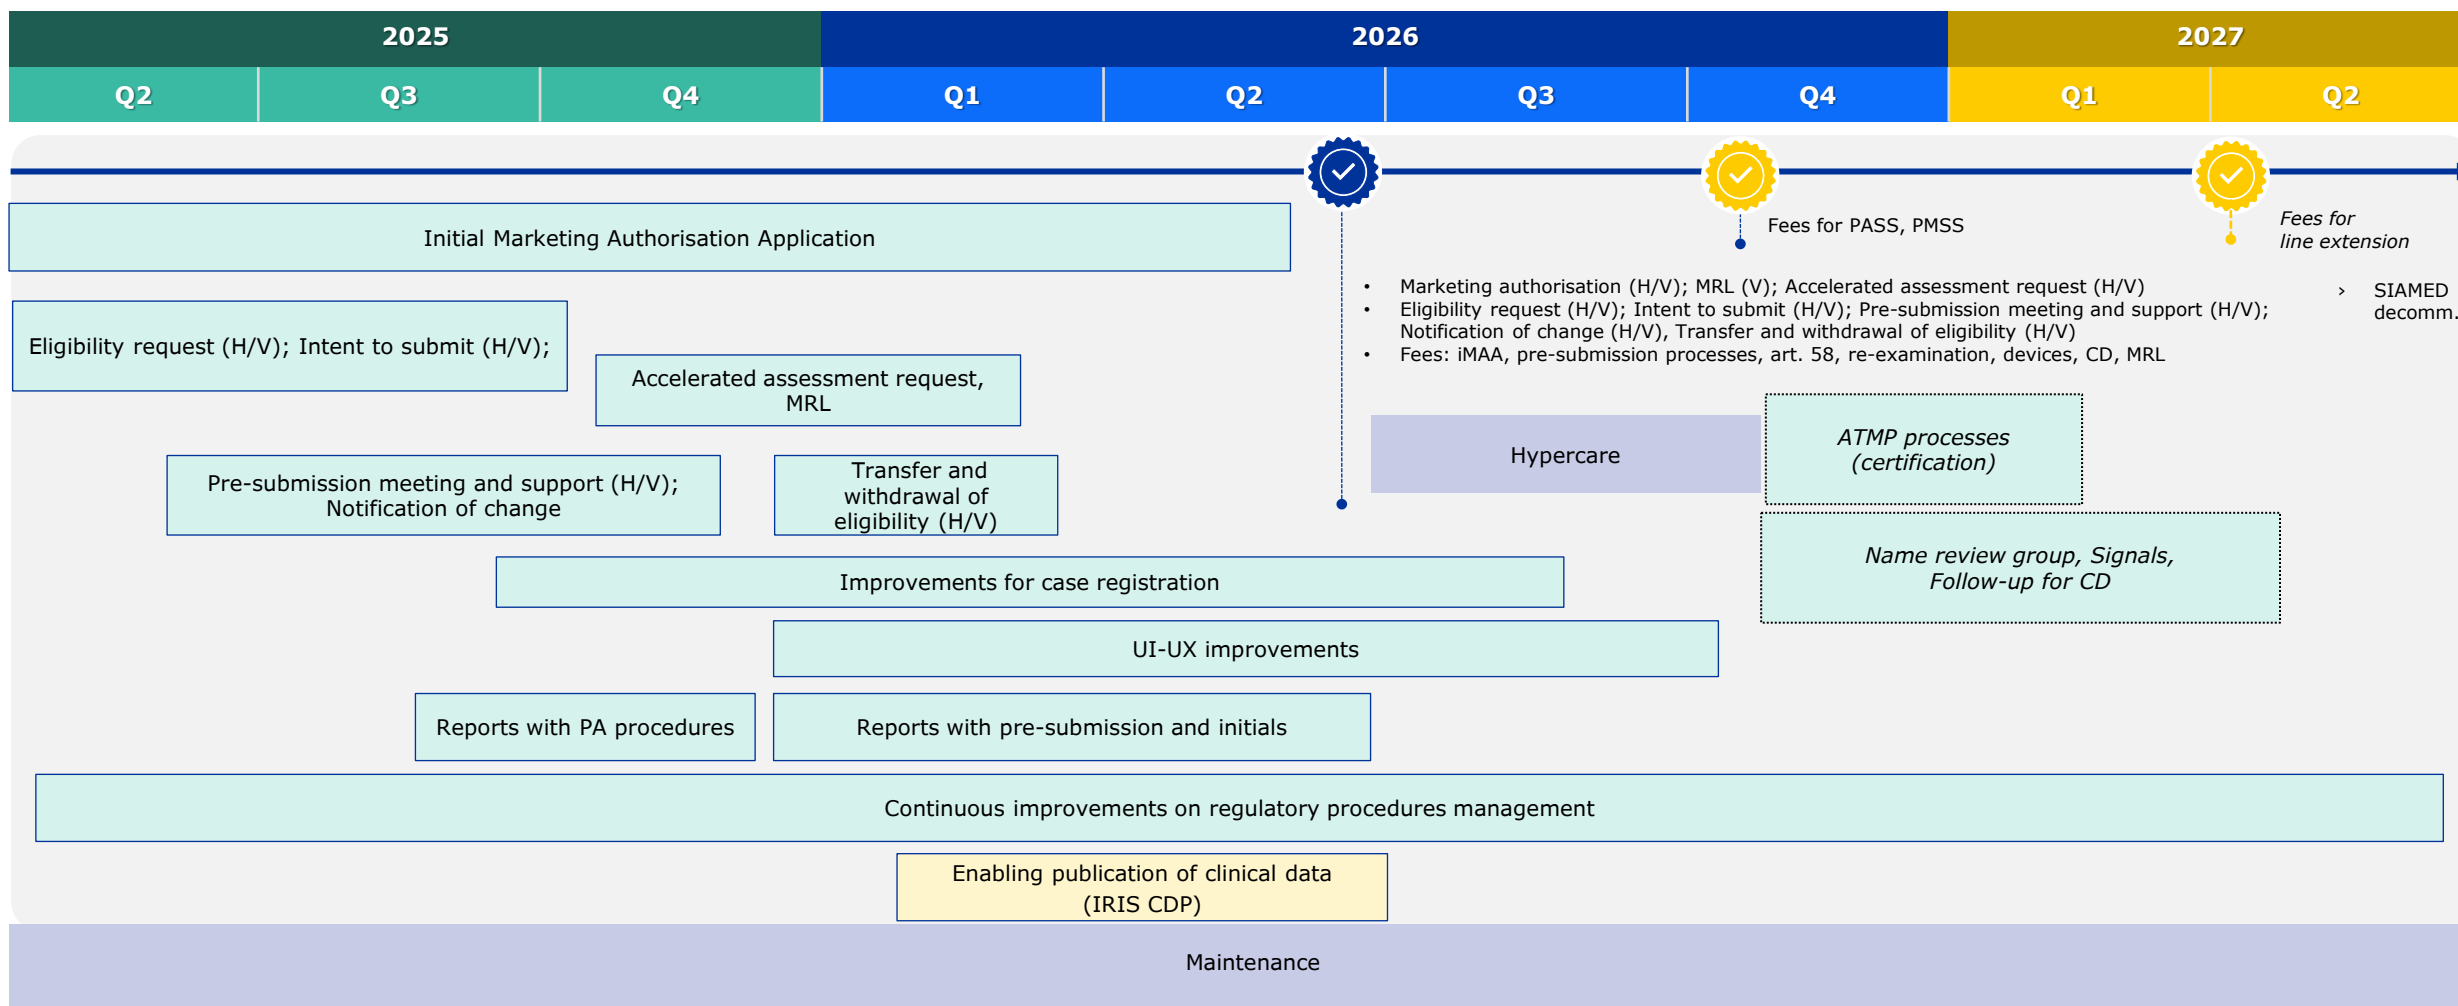 2025
2026
2027
Q2
Q3
Q4
Q1
Q2
Q3
Q4
Q1
Q2
Initial Marketing Authorisation Application
Fees for PASS, PMSS
Fees for
line extension
• Marketing authorisation (H/V); MRL (V); Accelerated assessment request (H/V)
• Eligibility request (H/V); Intent to submit (H/V); Pre-submission meeting and support (H/V);
Notification of change (H/V), Transfer and withdrawal of eligibility (H/V)
• Fees: iMAA, pre-submission processes, art. 58, re-examination, devices, CD, MRL
› SIAMED
decomm.
Eligibility request (H/V); Intent to submit (H/V);
Accelerated assessment request,
MRL
Pre-submission meeting and support (H/V);
Notification of change
Transfer and
withdrawal of
eligibility (H/V)
Hypercare
ATMP processes
(certification)
Name review group, Signals,
Follow-up for CD
Improvements for case registration
UI-UX improvements
Reports with PA procedures
Reports with pre-submission and initials
Continuous improvements on regulatory procedures management
Enabling publication of clinical data
(IRIS CDP)
Maintenance